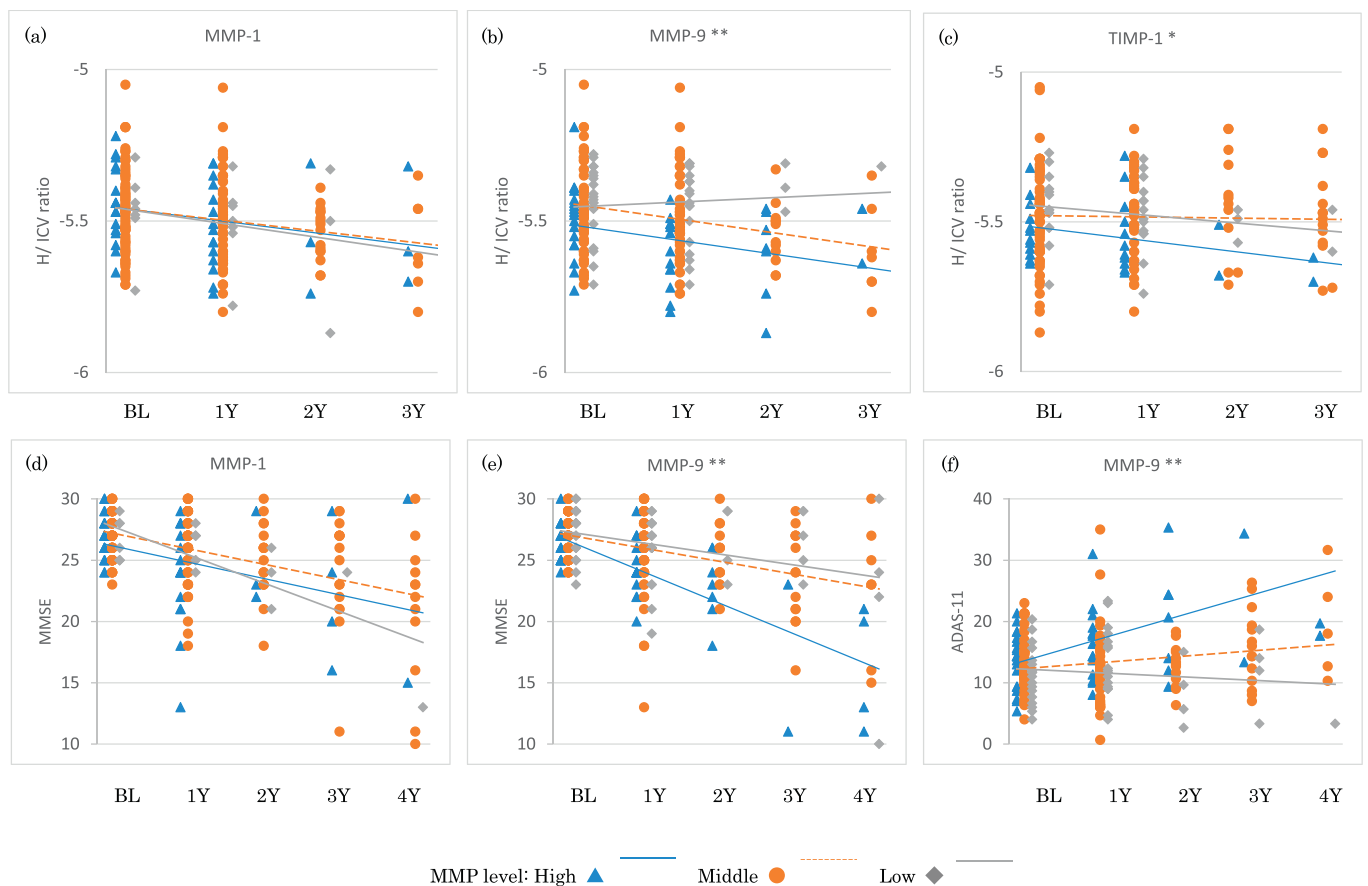 (a) MMP-1
-5
-5.5
-6
H/ ICV ratio
BL 1Y 2Y 3Y
(b) MMP-9 **
-5
-5.5
-6
H/ ICV ratio
BL 1Y 2Y 3Y
(c) TIMP-1 *
-5
-5.5
-6
H/ ICV ratio
BL 1Y 2Y 3Y
(d) MMP-1
30
25
20
15
10
MMSE
BL 1Y 2Y 3Y 4Y
(e) MMP-9 **
30
25
20
15
10
MMSE
BL 1Y 2Y 3Y 4Y
(f) MMP-9 **
40
30
20
10
0
ADAS-11
BL 1Y 2Y 3Y 4Y
MMP level: High Middle Low